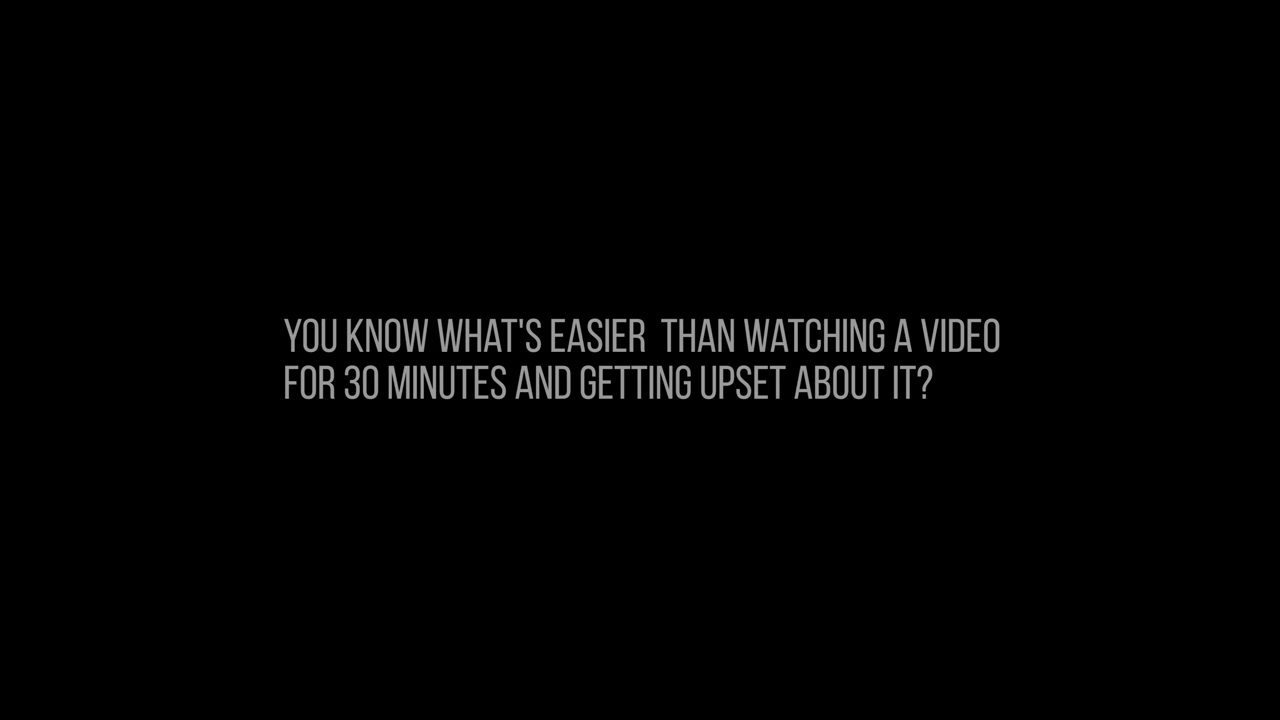 YOU KNOW WHAT'S EASIER  THAN WATCHING A VIDEO
FOR 30 MINUTES AND GETTING UPSET ABOUT IT?